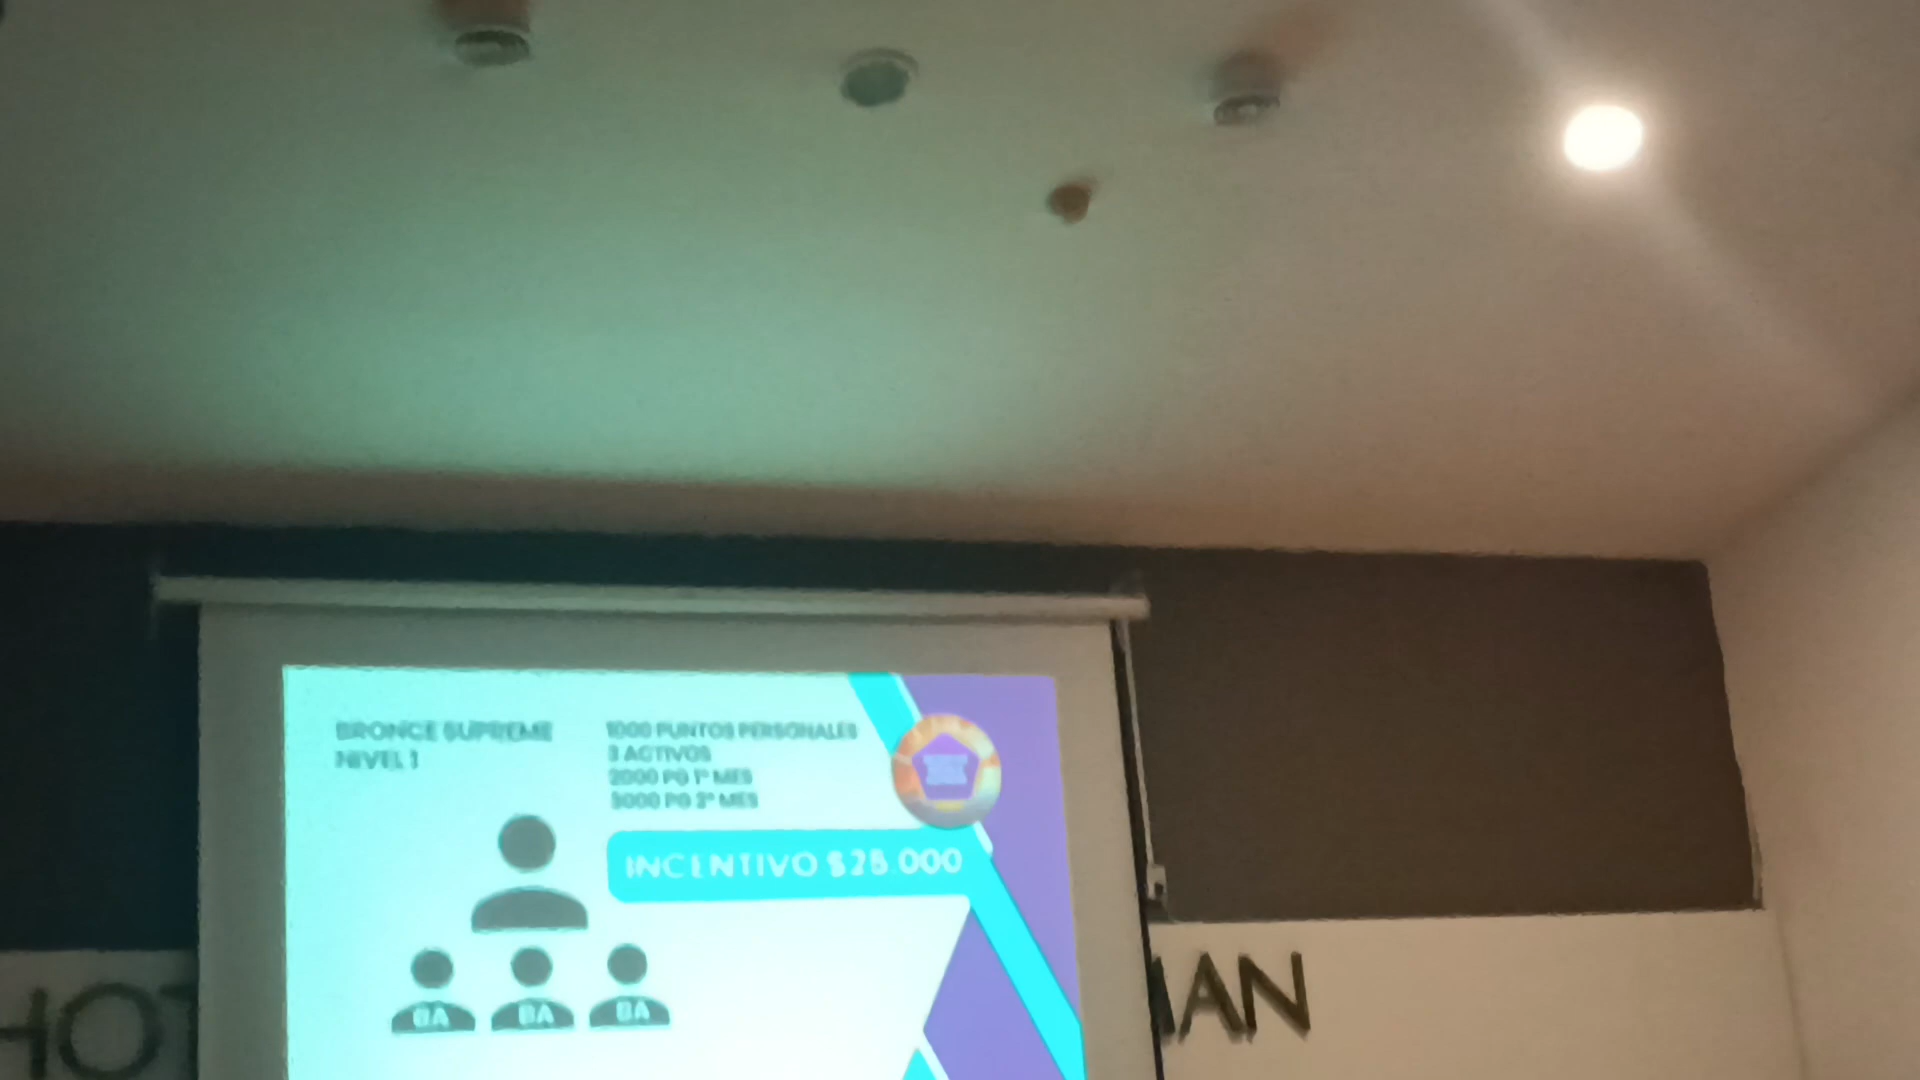 BRONCE SUPREME
NIVEL 1
1000 PUNTOS PERSONALES
3 ACTIVOS
2000 PG 1° MES
3000 PG 2° MES
INCENTIVO $25.000
BA BA BA
HOT
AN